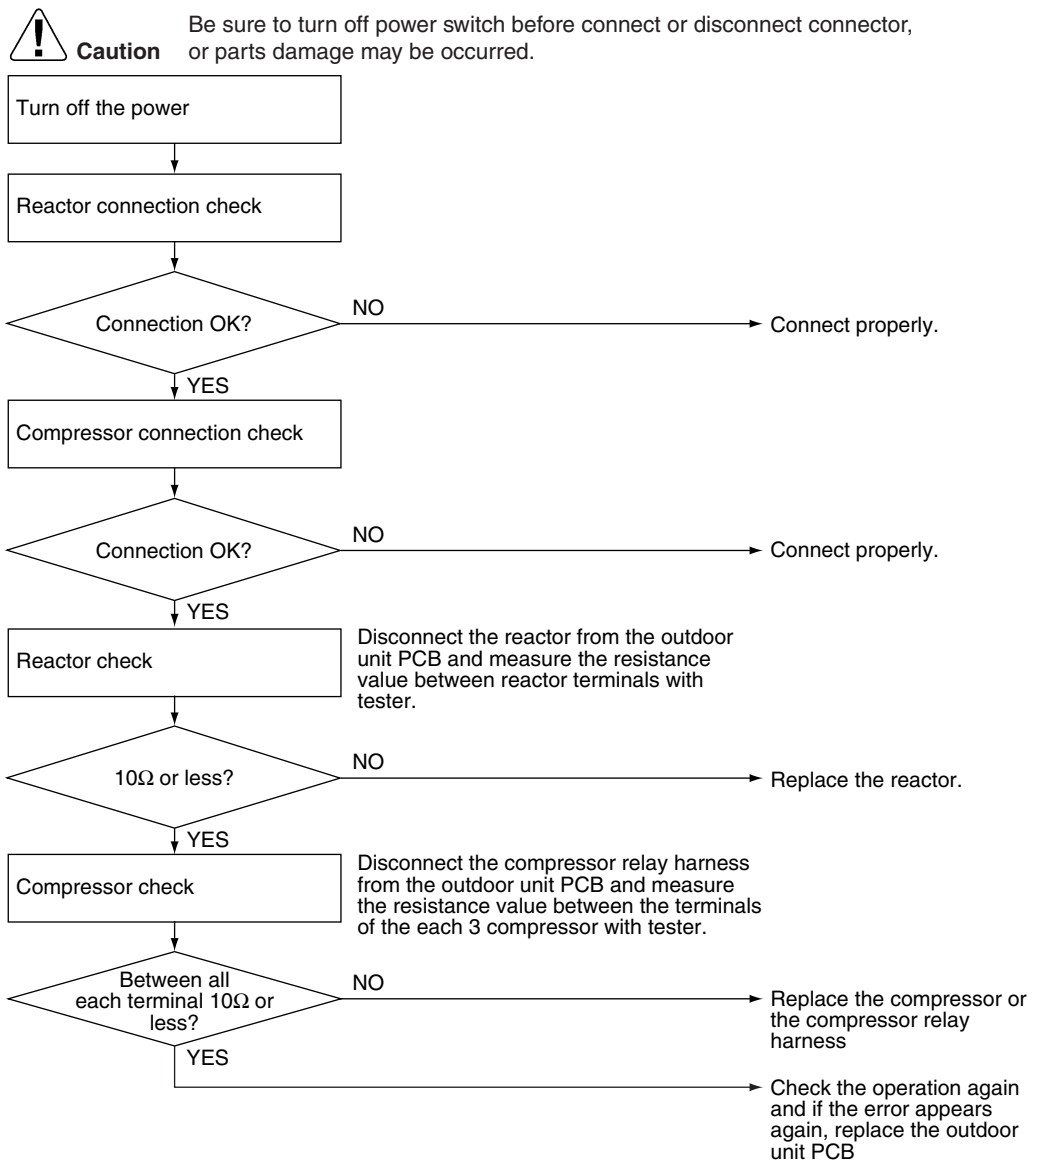 Be sure to turn off power switch before connect or disconnect connector,
Caution or parts damage may be occurred.
Turn off the power
Reactor connection check
Connection OK?
NO
Connect properly.
YES
Compressor connection check
Connection OK?
NO
Connect properly.
YES
Reactor check
Disconnect the reactor from the outdoor
unit PCB and measure the resistance
value between reactor terminals with
tester.
10Ω or less?
NO
Replace the reactor.
YES
Compressor check
Disconnect the compressor relay harness
from the outdoor unit PCB and measure
the resistance value between the terminals
of the each 3 compressor with tester.
Between all
each terminal 10Ω or
less?
NO
Replace the compressor or
the compressor relay
harness
YES
Check the operation again
and if the error appears
again, replace the outdoor
unit PCB